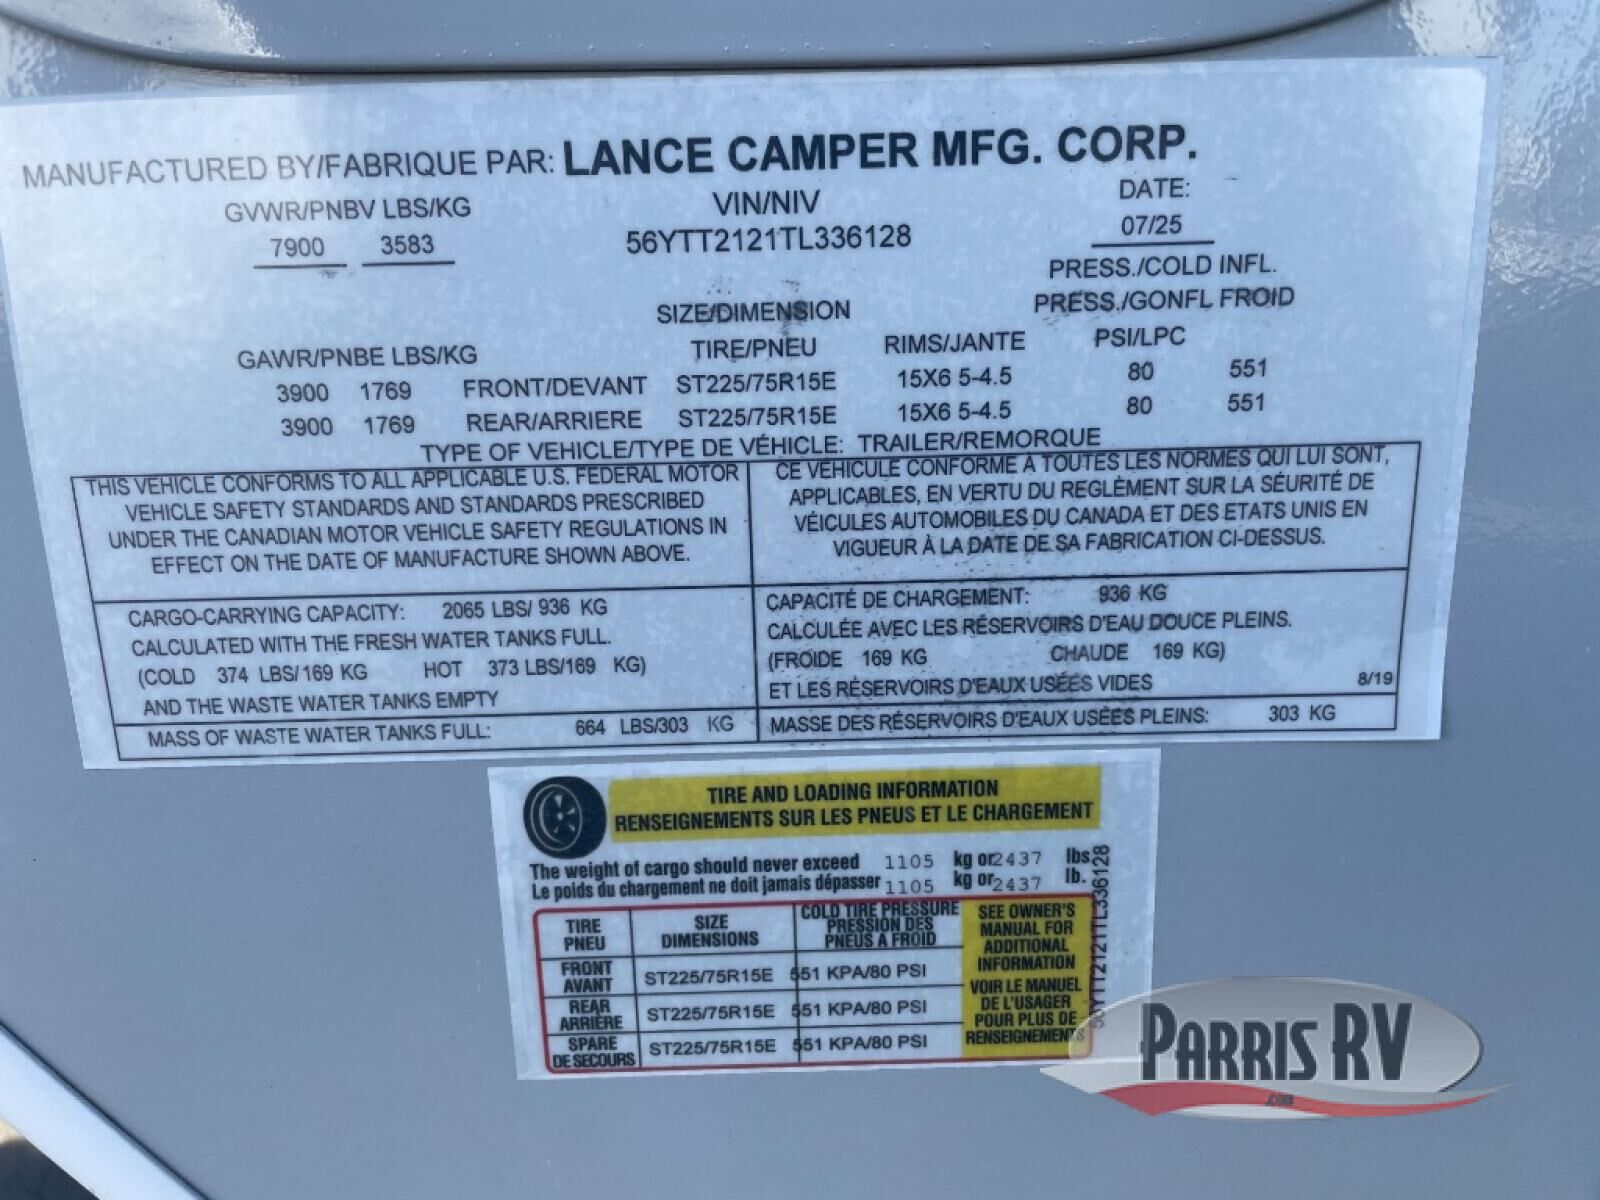 MANUFACTURED BY/FABRIQUE PAR: LANCE CAMPER MFG. CORP.
GVWR/PNBV LBS/KG VIN/NIV DATE:
7900 3583 56YTT2121TL336128 07/25
PRESS./COLD INFL.
SIZE/DIMENSION PRESS./GONFL FROID
GAWR/PNBE LBS/KG TIRE/PNEU RIMS/JANTE PSI/LPC
3900 1769 FRONT/DEVANT ST225/75R15E 15X6 5-4.5 80 551
3900 1769 REAR/ARRIERE ST225/75R15E 15X6 5-4.5 80 551
TYPE OF VEHICLE/TYPE DE VÉHICLE: TRAILER/REMORQUE
THIS VEHICLE CONFORMS TO ALL APPLICABLE U.S. FEDERAL MOTOR
VEHICLE SAFETY STANDARDS AND STANDARDS PRESCRIBED
UNDER THE CANADIAN MOTOR VEHICLE SAFETY REGULATIONS IN
EFFECT ON THE DATE OF MANUFACTURE SHOWN ABOVE.
CE VÉHICULE CONFORME A TOUTES LES NORMES QUI LUI SONT,
APPLICABLES, EN VERTU DU REGLÈMENT SUR LA SÉURITÉ DE
VÉICULES AUTOMOBILES DU CANADA ET DES ETATS UNIS EN
VIGUEUR À LA DATE DE SA FABRICATION CI-DESSUS.
CARGO-CARRYING CAPACITY: 2065 LBS/ 936 KG
CALCULATED WITH THE FRESH WATER TANKS FULL.
(COLD 374 LBS/169 KG HOT 373 LBS/169 KG)
AND THE WASTE WATER TANKS EMPTY
CAPACITÉ DE CHARGEMENT: 936 KG
CALCULÉE AVEC LES RÉSERVOIRS D'EAU DOUCE PLEINS.
(FROIDE 169 KG CHAUDE 169 KG)
ET LES RÉSERVOIRS D'EAUX USÉES VIDES 8/19
MASS OF WASTE WATER TANKS FULL: 664 LBS/303 KG
MASSE DES RÉSERVOIRS D'EAUX USÉES PLEINS: 303 KG
TIRE AND LOADING INFORMATION
RENSEIGNEMENTS SUR LES PNEUS ET LE CHARGEMENT
The weight of cargo should never exceed 1105 kg or 2437 lbs
Le poids du chargement ne doit jamais dépasser 1105 kg or 2437 lb.
TIRE
PNEU
SIZE
DIMENSIONS
COLD TIRE PRESSURE
PRESSION DES
PNEUS A FROID
FRONT
AVANT
ST225/75R15E 551 KPA/80 PSI
REAR
ARRIÈRE
ST225/75R15E 551 KPA/80 PSI
SPARE
DE SECOURS
ST225/75R15E 551 KPA/80 PSI
SEE OWNER'S
MANUAL FOR
ADDITIONAL
INFORMATION
VOIR LE MANUEL
DE L'USAGER
POUR PLUS DE
RENSEIGNEMENTS
56YTT2121TL336128
PARRIS RV
.com